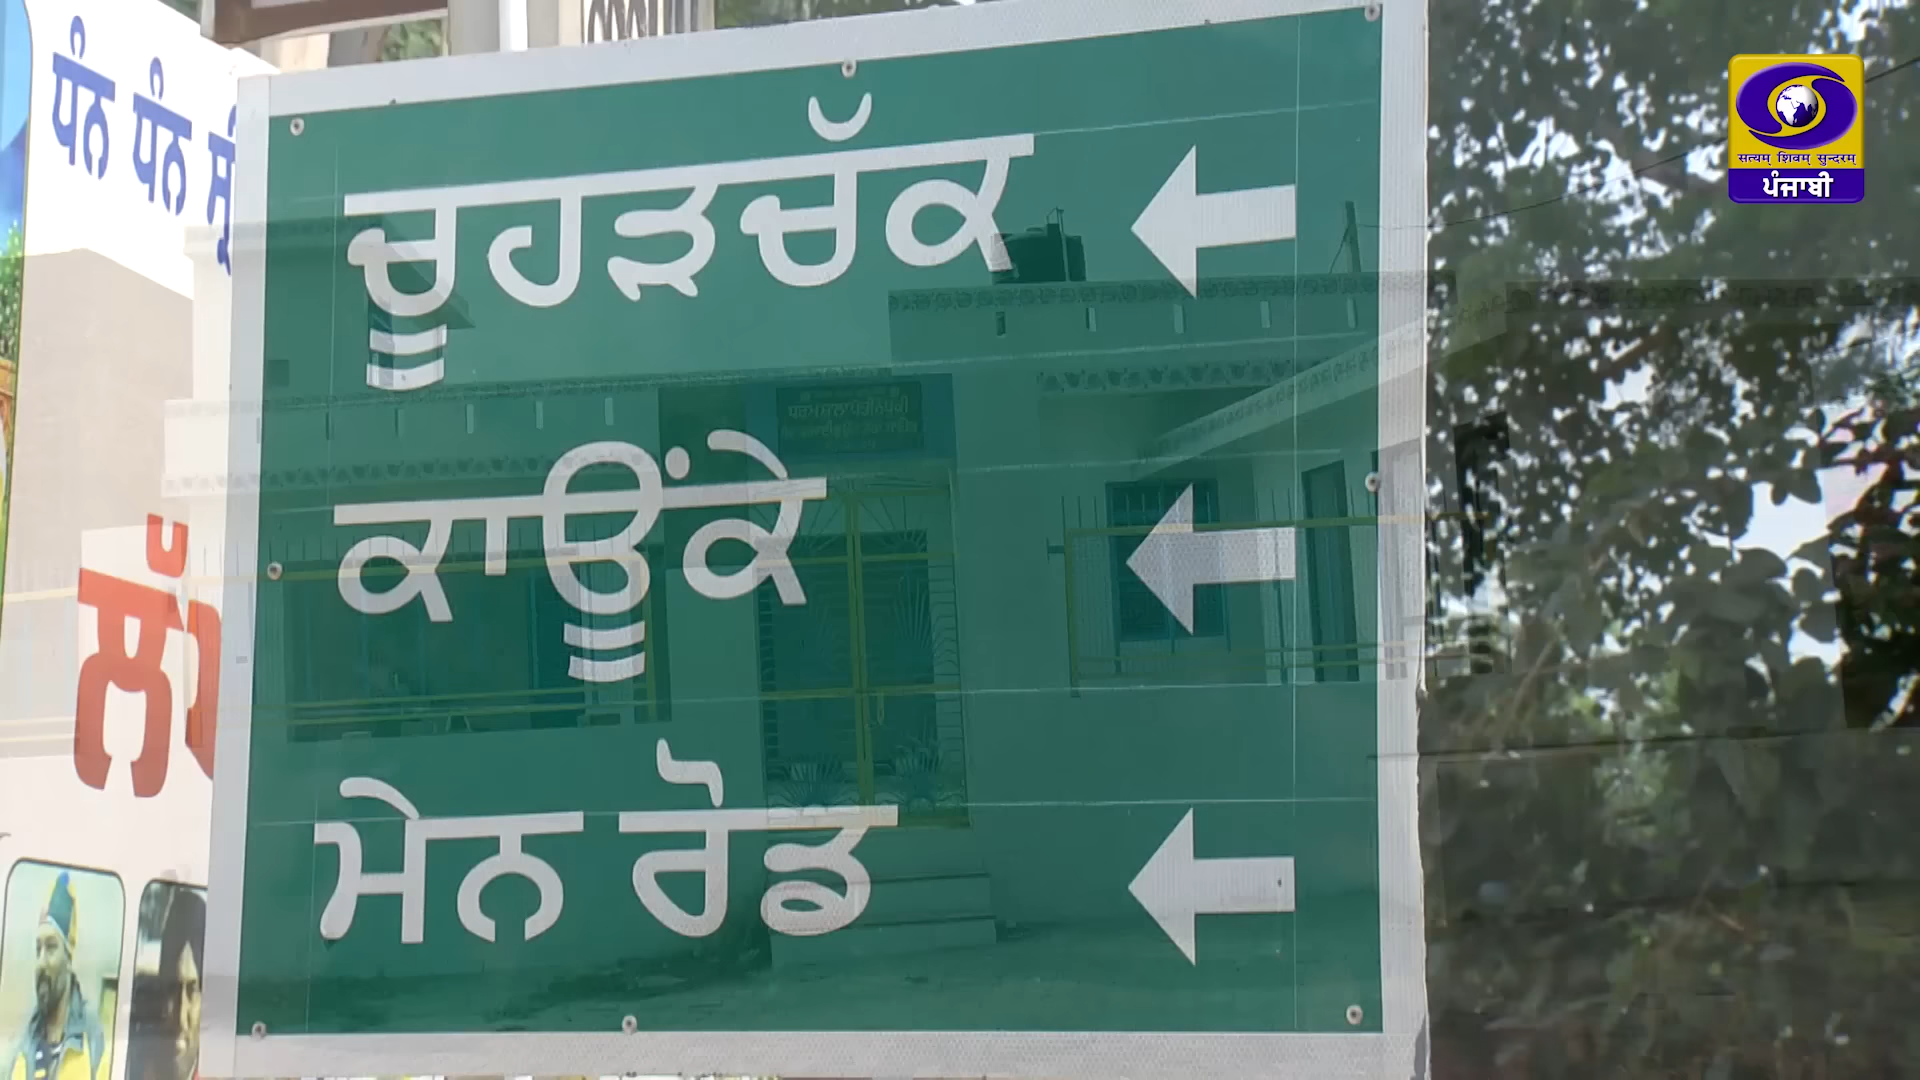 ਧੰਨ ਧੰਨ
ਚੂਹੜਚੱਕ
ਕਾਊਂਕੇ
ਮੇਨ ਰੋਡ
सत्यम् शिवम् सुन्दरम्
ਪੰਜਾਬੀ